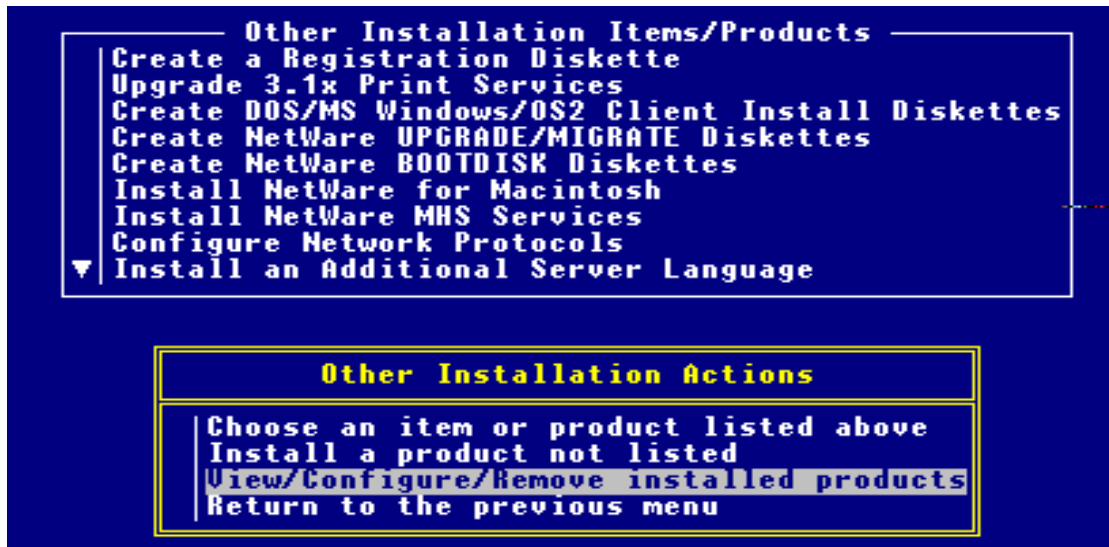 Other Installation Items/Products
Create a Registration Diskette
Upgrade 3.1x Print Services
Create DOS/MS Windows/OS2 Client Install Diskettes
Create NetWare UPGRADE/MIGRATE Diskettes
Create NetWare BOOTDISK Diskettes
Install NetWare for Macintosh
Install NetWare MHS Services
Configure Network Protocols
Install an Additional Server Language
Other Installation Actions
Choose an item or product listed above
Install a product not listed
View/Configure/Remove installed products
Return to the previous menu